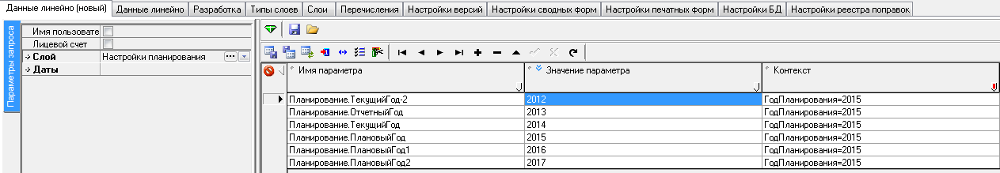 Данные линейно (новый) Данные линейно Разработка Типы слоев Слои Перечисления Настройки версий Настройки сводных форм Настройки печатных форм Настройки БД Настройки реестра поправок
Параметры запроса
Имя пользовате
Лицевой счет
Слой Настройки планирования
Даты
Имя параметра Значение параметра Контекст
Планирование.ТекущийГод-2 2012 ГодПланирования=2015
Планирование.ОтчетныйГод 2013 ГодПланирования=2015
Планирование.ТекущийГод 2014 ГодПланирования=2015
Планирование.ПлановыйГод 2015 ГодПланирования=2015
Планирование.ПлановыйГод1 2016 ГодПланирования=2015
Планирование.ПлановыйГод2 2017 ГодПланирования=2015